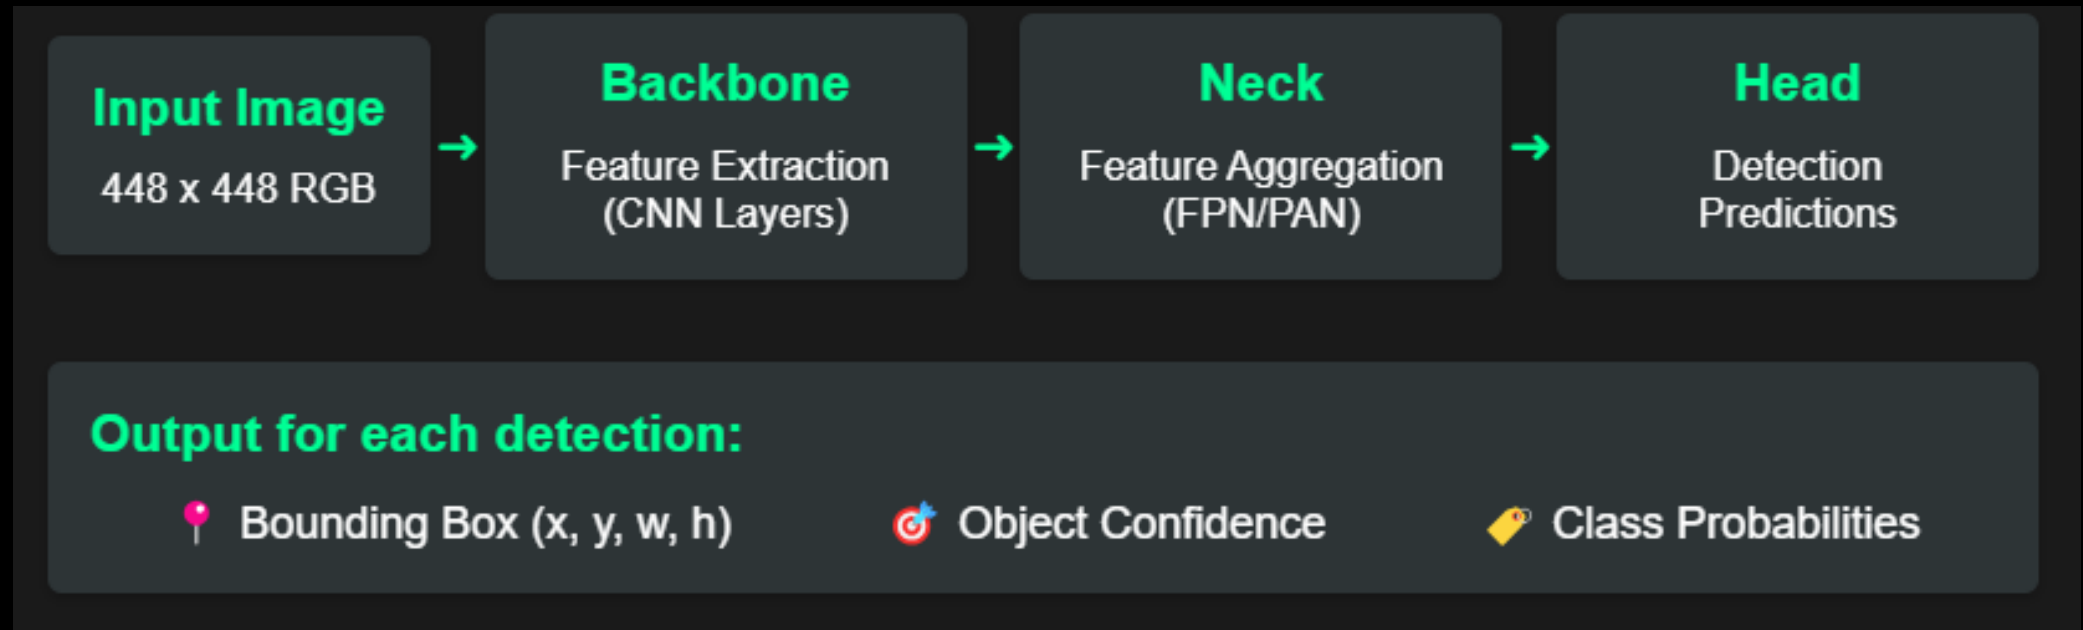 Input Image
448 x 448 RGB
Backbone
Feature Extraction
(CNN Layers)
Neck
Feature Aggregation
(FPN/PAN)
Head
Detection
Predictions
Output for each detection:
Bounding Box (x, y, w, h)
Object Confidence
Class Probabilities